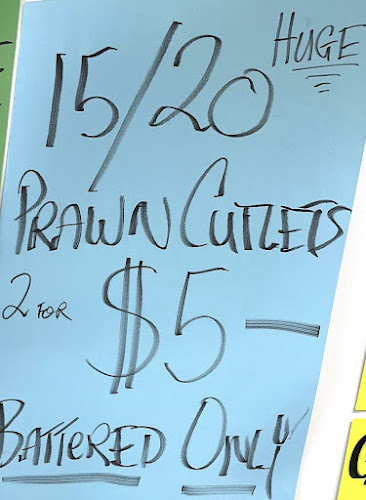 HUGE
15/20
PRAWN CUTLETS
2 FOR $5 —
BATTERED ONLY